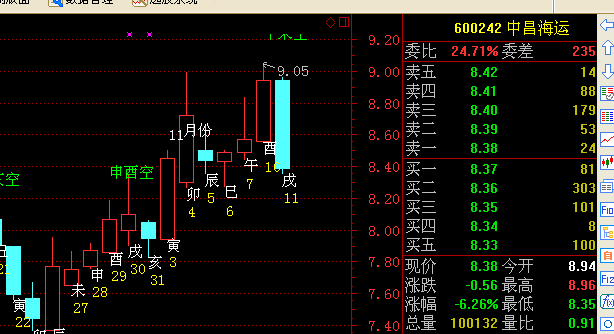 数据管理
选股系统
600242 中昌海运
委比 24.71% 委差 235
卖五 8.42 14
卖四 8.41 88
卖三 8.40 179
卖二 8.39 53
卖一 8.38 24
买一 8.37 81
买二 8.36 303
买三 8.35 101
买四 8.34 8
买五 8.33 100
现价 8.38 今开 8.94
涨跌 -0.56 最高 8.96
涨幅 -6.26% 最低 8.35
总量 100132 量比 0.91
9.20
9.00
8.80
8.60
8.40
8.20
8.00
7.80
7.60
7.40
9.05
11月份
申酉空
空
寅
22
卯
辰
未
27
申
28
酉
29
戌
30
亥
31
寅
3
卯
4
辰
5
巳
6
午
7
酉
10
戌
11
F10
自